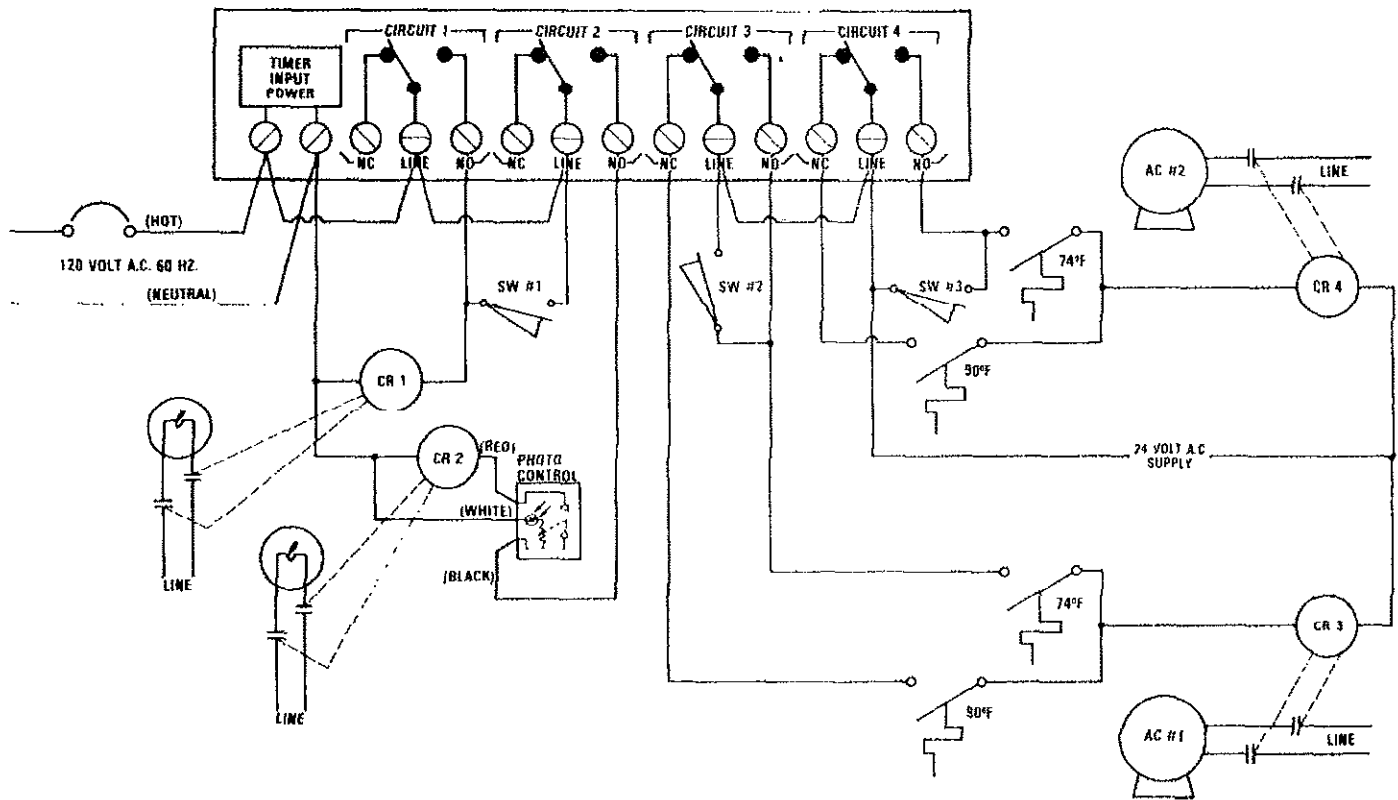 CIRCUIT 1
CIRCUIT 2
CIRCUIT 3
CIRCUIT 4
TIMER
INPUT
POWER
NC
LINE
NO
NC
LINE
NO
NC
LINE
NO
NC
LINE
NO
AC #2
LINE
(HOT)
120 VOLT A.C. 60 HZ.
(NEUTRAL)
SW #1
SW #2
SW #3
74°F
CR 4
90°F
CR 1
CR 2
(RED)
PHOTO
CONTROL
(WHITE)
(BLACK)
24 VOLT A.C
SUPPLY
LINE
LINE
74°F
CR 3
90°F
AC #1
LINE